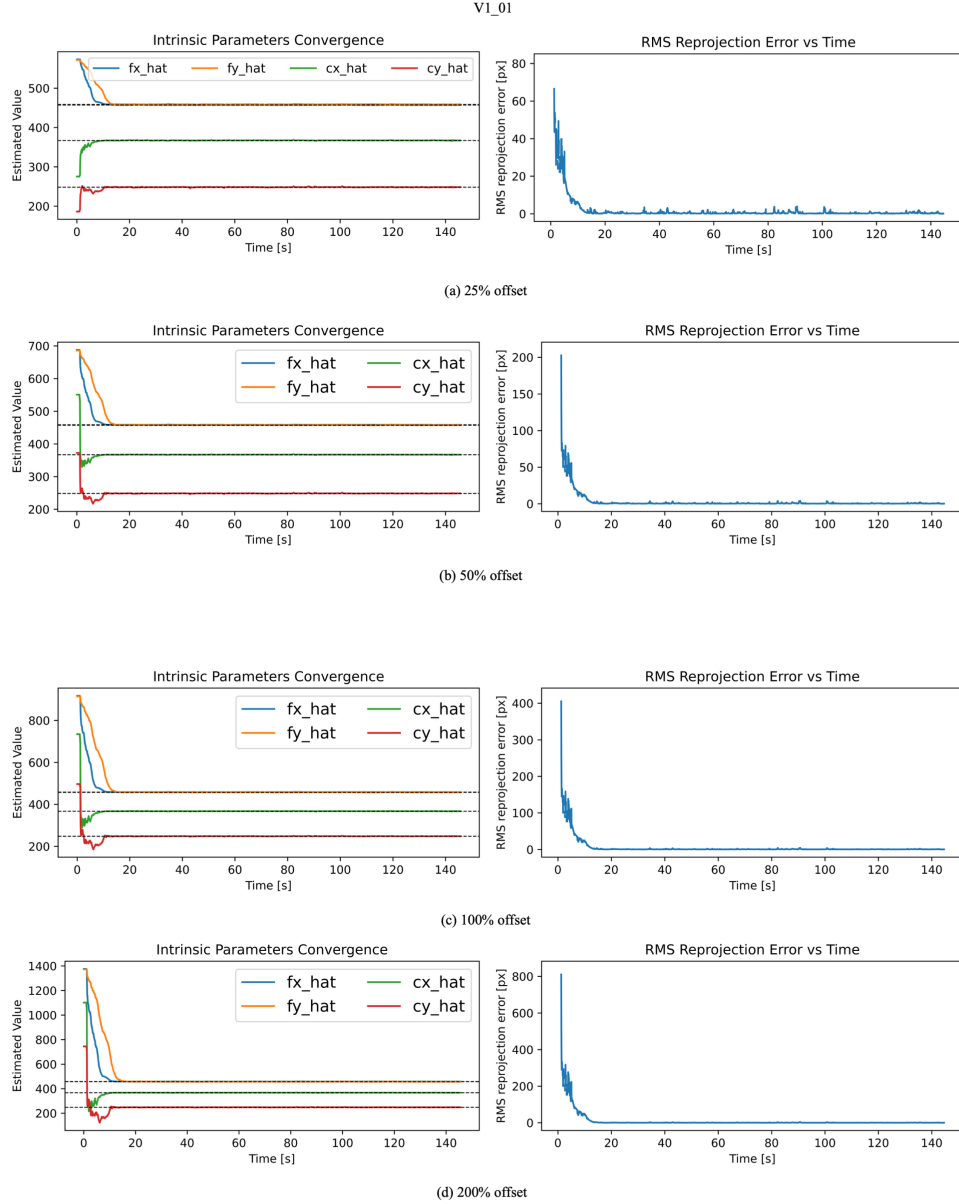 V1_01
Intrinsic Parameters Convergence
fx_hat fy_hat cx_hat cy_hat
Estimated Value
500
400
300
200
0 20 40 60 80 100 120 140
Time [s]
RMS Reprojection Error vs Time
RMS reprojection error [px]
80
60
40
20
0
0 20 40 60 80 100 120 140
Time [s]
(a) 25% offset
Intrinsic Parameters Convergence
fx_hat cx_hat
fy_hat cy_hat
Estimated Value
700
600
500
400
300
200
0 20 40 60 80 100 120 140
Time [s]
RMS Reprojection Error vs Time
RMS reprojection error [px]
200
150
100
50
0
0 20 40 60 80 100 120 140
Time [s]
(b) 50% offset
Intrinsic Parameters Convergence
fx_hat cx_hat
fy_hat cy_hat
Estimated Value
800
600
400
200
0 20 40 60 80 100 120 140
Time [s]
RMS Reprojection Error vs Time
RMS reprojection error [px]
400
300
200
100
0
0 20 40 60 80 100 120 140
Time [s]
(c) 100% offset
Intrinsic Parameters Convergence
fx_hat cx_hat
fy_hat cy_hat
Estimated Value
1400
1200
1000
800
600
400
200
0 20 40 60 80 100 120 140
Time [s]
RMS Reprojection Error vs Time
RMS reprojection error [px]
800
600
400
200
0
0 20 40 60 80 100 120 140
Time [s]
(d) 200% offset